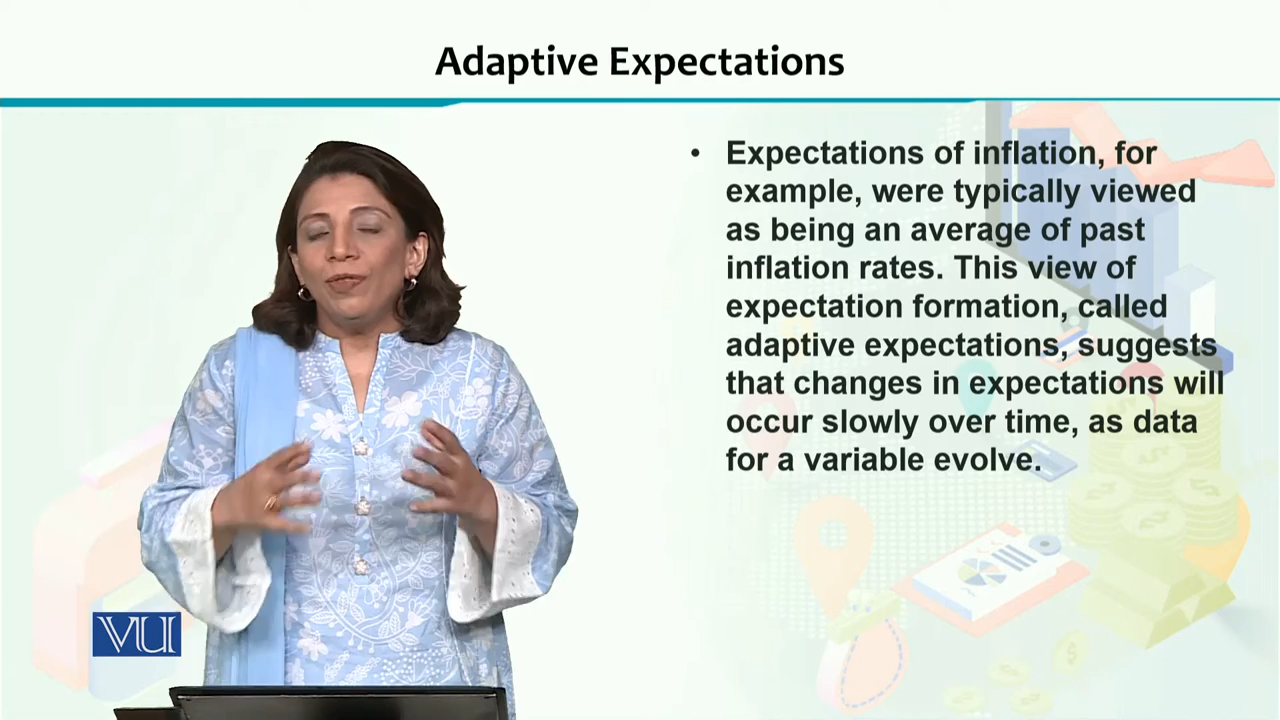 Adaptive Expectations
• Expectations of inflation, for
example, were typically viewed
as being an average of past
inflation rates. This view of
expectation formation, called
adaptive expectations, suggests
that changes in expectations will
occur slowly over time, as data
for a variable evolve.
VU